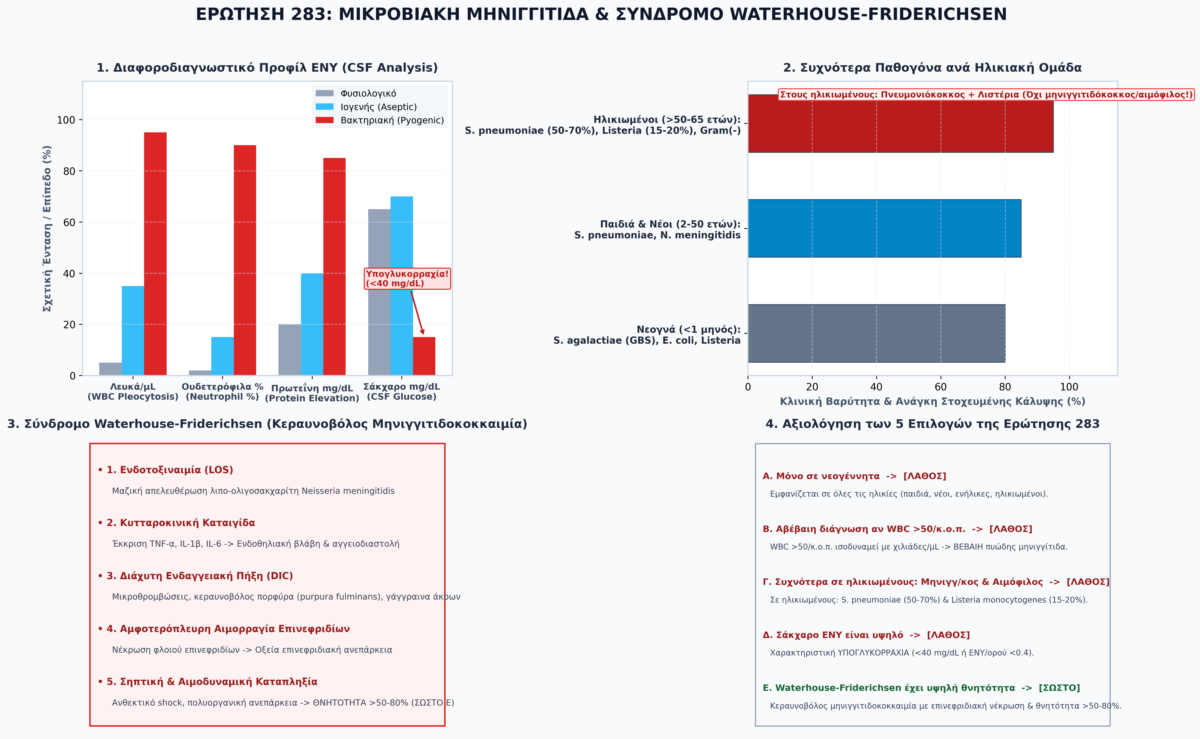 ΕΡΩΤΗΣΗ 283: ΜΙΚΡΟΒΙΑΚΗ ΜΗΝΙΓΓΙΤΙΔΑ & ΣΥΝΔΡΟΜΟ WATERHOUSE-FRIDERICHSEN
1. Διαφοροδιαγνωστικό Προφίλ ΕΝΥ (CSF Analysis)
Φυσιολογικό
Ιογενής (Aseptic)
Βακτηριακή (Pyogenic)
Σχετική Ένταση / Επίπεδο (%)
100
80
60
40
20
0
Υπογλυκορραχία!
(<40 mg/dL)
Λευκά/μL
(WBC Pleocytosis)
Ουδετερόφιλα %
(Neutrophil %)
Πρωτεΐνη mg/dL
(Protein Elevation)
Σάκχαρο mg/dL
(CSF Glucose)
2. Συχνότερα Παθογόνα ανά Ηλικιακή Ομάδα
Στους ηλικιωμένους: Πνευμονιόκοκκος + Λιστέρια (Όχι μηνιγγιτιδόκοκκος/αιμόφιλος!)
Ηλικιωμένοι (>50-65 ετών):
S. pneumoniae (50-70%), Listeria (15-20%), Gram(-)
Παιδιά & Νέοι (2-50 ετών):
S. pneumoniae, N. meningitidis
Νεογνά (<1 μηνός):
S. agalactiae (GBS), E. coli, Listeria
0
20
40
60
80
100
Κλινική Βαρύτητα & Ανάγκη Στοχευμένης Κάλυψης (%)
3. Σύνδρομο Waterhouse-Friderichsen (Κεραυνοβόλος Μηνιγγιτιδοκοκκαιμία)
• 1. Ενδοτοξιναιμία (LOS)
Μαζική απελευθέρωση λιπο-ολιγοσακχαρίτη Neisseria meningitidis
• 2. Κυτταροκινική Καταιγίδα
Έκκριση TNF-α, IL-1β, IL-6 -> Ενδοθηλιακή βλάβη & αγγειοδιαστολή
• 3. Διάχυτη Ενδαγγειακή Πήξη (DIC)
Μικροθρομβώσεις, κεραυνοβόλος πορφύρα (purpura fulminans), γάγγραινα άκρων
• 4. Αμφοτερόπλευρη Αιμορραγία Επινεφριδίων
Νέκρωση φλοιού επινεφριδίων -> Οξεία επινεφριδιακή ανεπάρκεια
• 5. Σηπτική & Αιμοδυναμική Καταπληξία
Ανθεκτικό shock, πολυοργανική ανεπάρκεια -> ΘΝΗΤΟΤΗΤΑ >50-80% (ΣΩΣΤΟ Ε)
4. Αξιολόγηση των 5 Επιλογών της Ερώτησης 283
Α. Μόνο σε νεογέννητα -> [ΛΑΘΟΣ]
Εμφανίζεται σε όλες τις ηλικίες (παιδιά, νέοι, ενήλικες, ηλικιωμένοι).
Β. Αβέβαιη διάγνωση αν WBC >50/κ.ο.π. -> [ΛΑΘΟΣ]
WBC >50/κ.ο.π. ισοδυναμεί με χιλιάδες/μL -> ΒΕΒΑΙΗ πυώδης μηνιγγίτιδα.
Γ. Συχνότερα σε ηλικιωμένους: Μηνιγγ/κος & Αιμόφιλος -> [ΛΑΘΟΣ]
Σε ηλικιωμένους: S. pneumoniae (50-70%) & Listeria monocytogenes (15-20%).
Δ. Σάκχαρο ΕΝΥ είναι υψηλό -> [ΛΑΘΟΣ]
Χαρακτηριστική ΥΠΟΓΛΥΚΟΡΡΑΧΙΑ (<40 mg/dL ή ΕΝΥ/ορού <0.4).
Ε. Waterhouse-Friderichsen έχει υψηλή θνητότητα -> [ΣΩΣΤΟ]
Κεραυνοβόλος μηνιγγιτιδοκοκκαιμία με επινεφριδιακή νέκρωση & θνητότητα >50-80%.